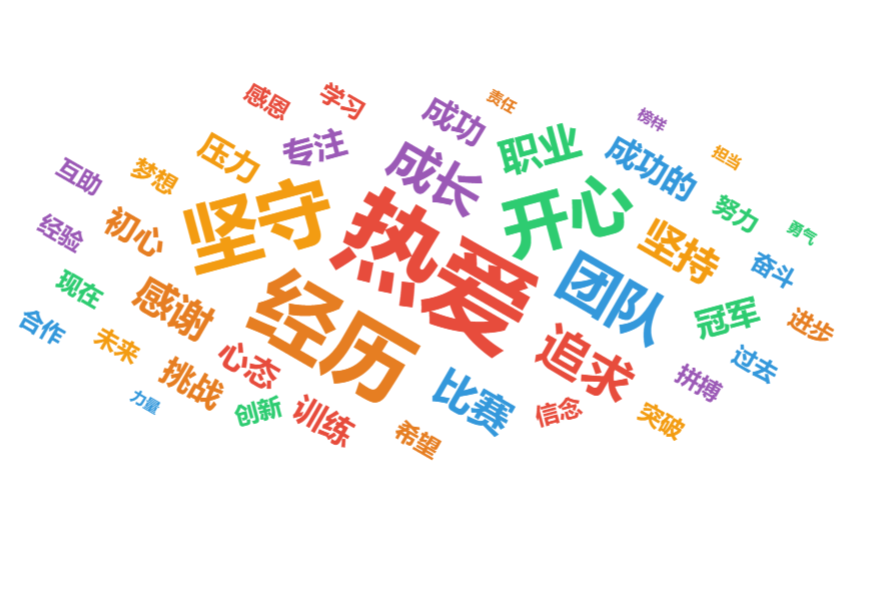 感恩
学习
成功
责任
榜样
专注
压力
成长
职业
成功的
担当
互助
梦想
坚守
热爱
开心
坚持
努力
勇气
经验
初心
团队
奋斗
现在
感谢
经历
追求
冠军
进步
合作
未来
挑战
心态
比赛
信念
拼搏
过去
力量
创新
训练
希望
突破